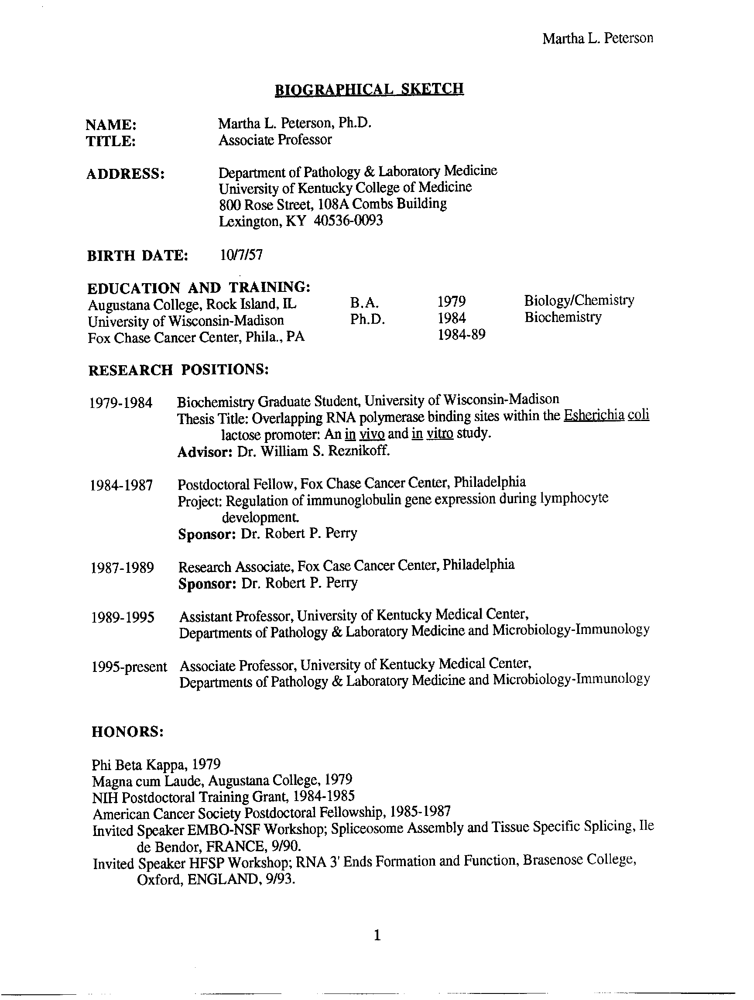 Martha L. Peterson
BIOGRAPHICAL SKETCH
NAME: Martha L. Peterson, Ph.D.
TITLE: Associate Professor
ADDRESS: Department of Pathology & Laboratory Medicine
University of Kentucky College of Medicine
800 Rose Street, 108A Combs Building
Lexington, KY 40536-0093
BIRTH DATE: 10/7/57
EDUCATION AND TRAINING:
Augustana College, Rock Island, IL B.A. 1979 Biology/Chemistry
University of Wisconsin-Madison Ph.D. 1984 Biochemistry
Fox Chase Cancer Center, Phila., PA 1984-89
RESEARCH POSITIONS:
1979-1984 Biochemistry Graduate Student, University of Wisconsin-Madison
Thesis Title: Overlapping RNA polymerase binding sites within the Esherichia coli
lactose promoter: An in vivo and in vitro study.
Advisor: Dr. William S. Reznikoff.
1984-1987 Postdoctoral Fellow, Fox Chase Cancer Center, Philadelphia
Project: Regulation of immunoglobulin gene expression during lymphocyte
development.
Sponsor: Dr. Robert P. Perry
1987-1989 Research Associate, Fox Case Cancer Center, Philadelphia
Sponsor: Dr. Robert P. Perry
1989-1995 Assistant Professor, University of Kentucky Medical Center,
Departments of Pathology & Laboratory Medicine and Microbiology-Immunology
1995-present Associate Professor, University of Kentucky Medical Center,
Departments of Pathology & Laboratory Medicine and Microbiology-Immunology
HONORS:
Phi Beta Kappa, 1979
Magna cum Laude, Augustana College, 1979
NIH Postdoctoral Training Grant, 1984-1985
American Cancer Society Postdoctoral Fellowship, 1985-1987
Invited Speaker EMBO-NSF Workshop; Spliceosome Assembly and Tissue Specific Splicing, Ile
de Bendor, FRANCE, 9/90.
Invited Speaker HFSP Workshop; RNA 3' Ends Formation and Function, Brasenose College,
Oxford, ENGLAND, 9/93.
1